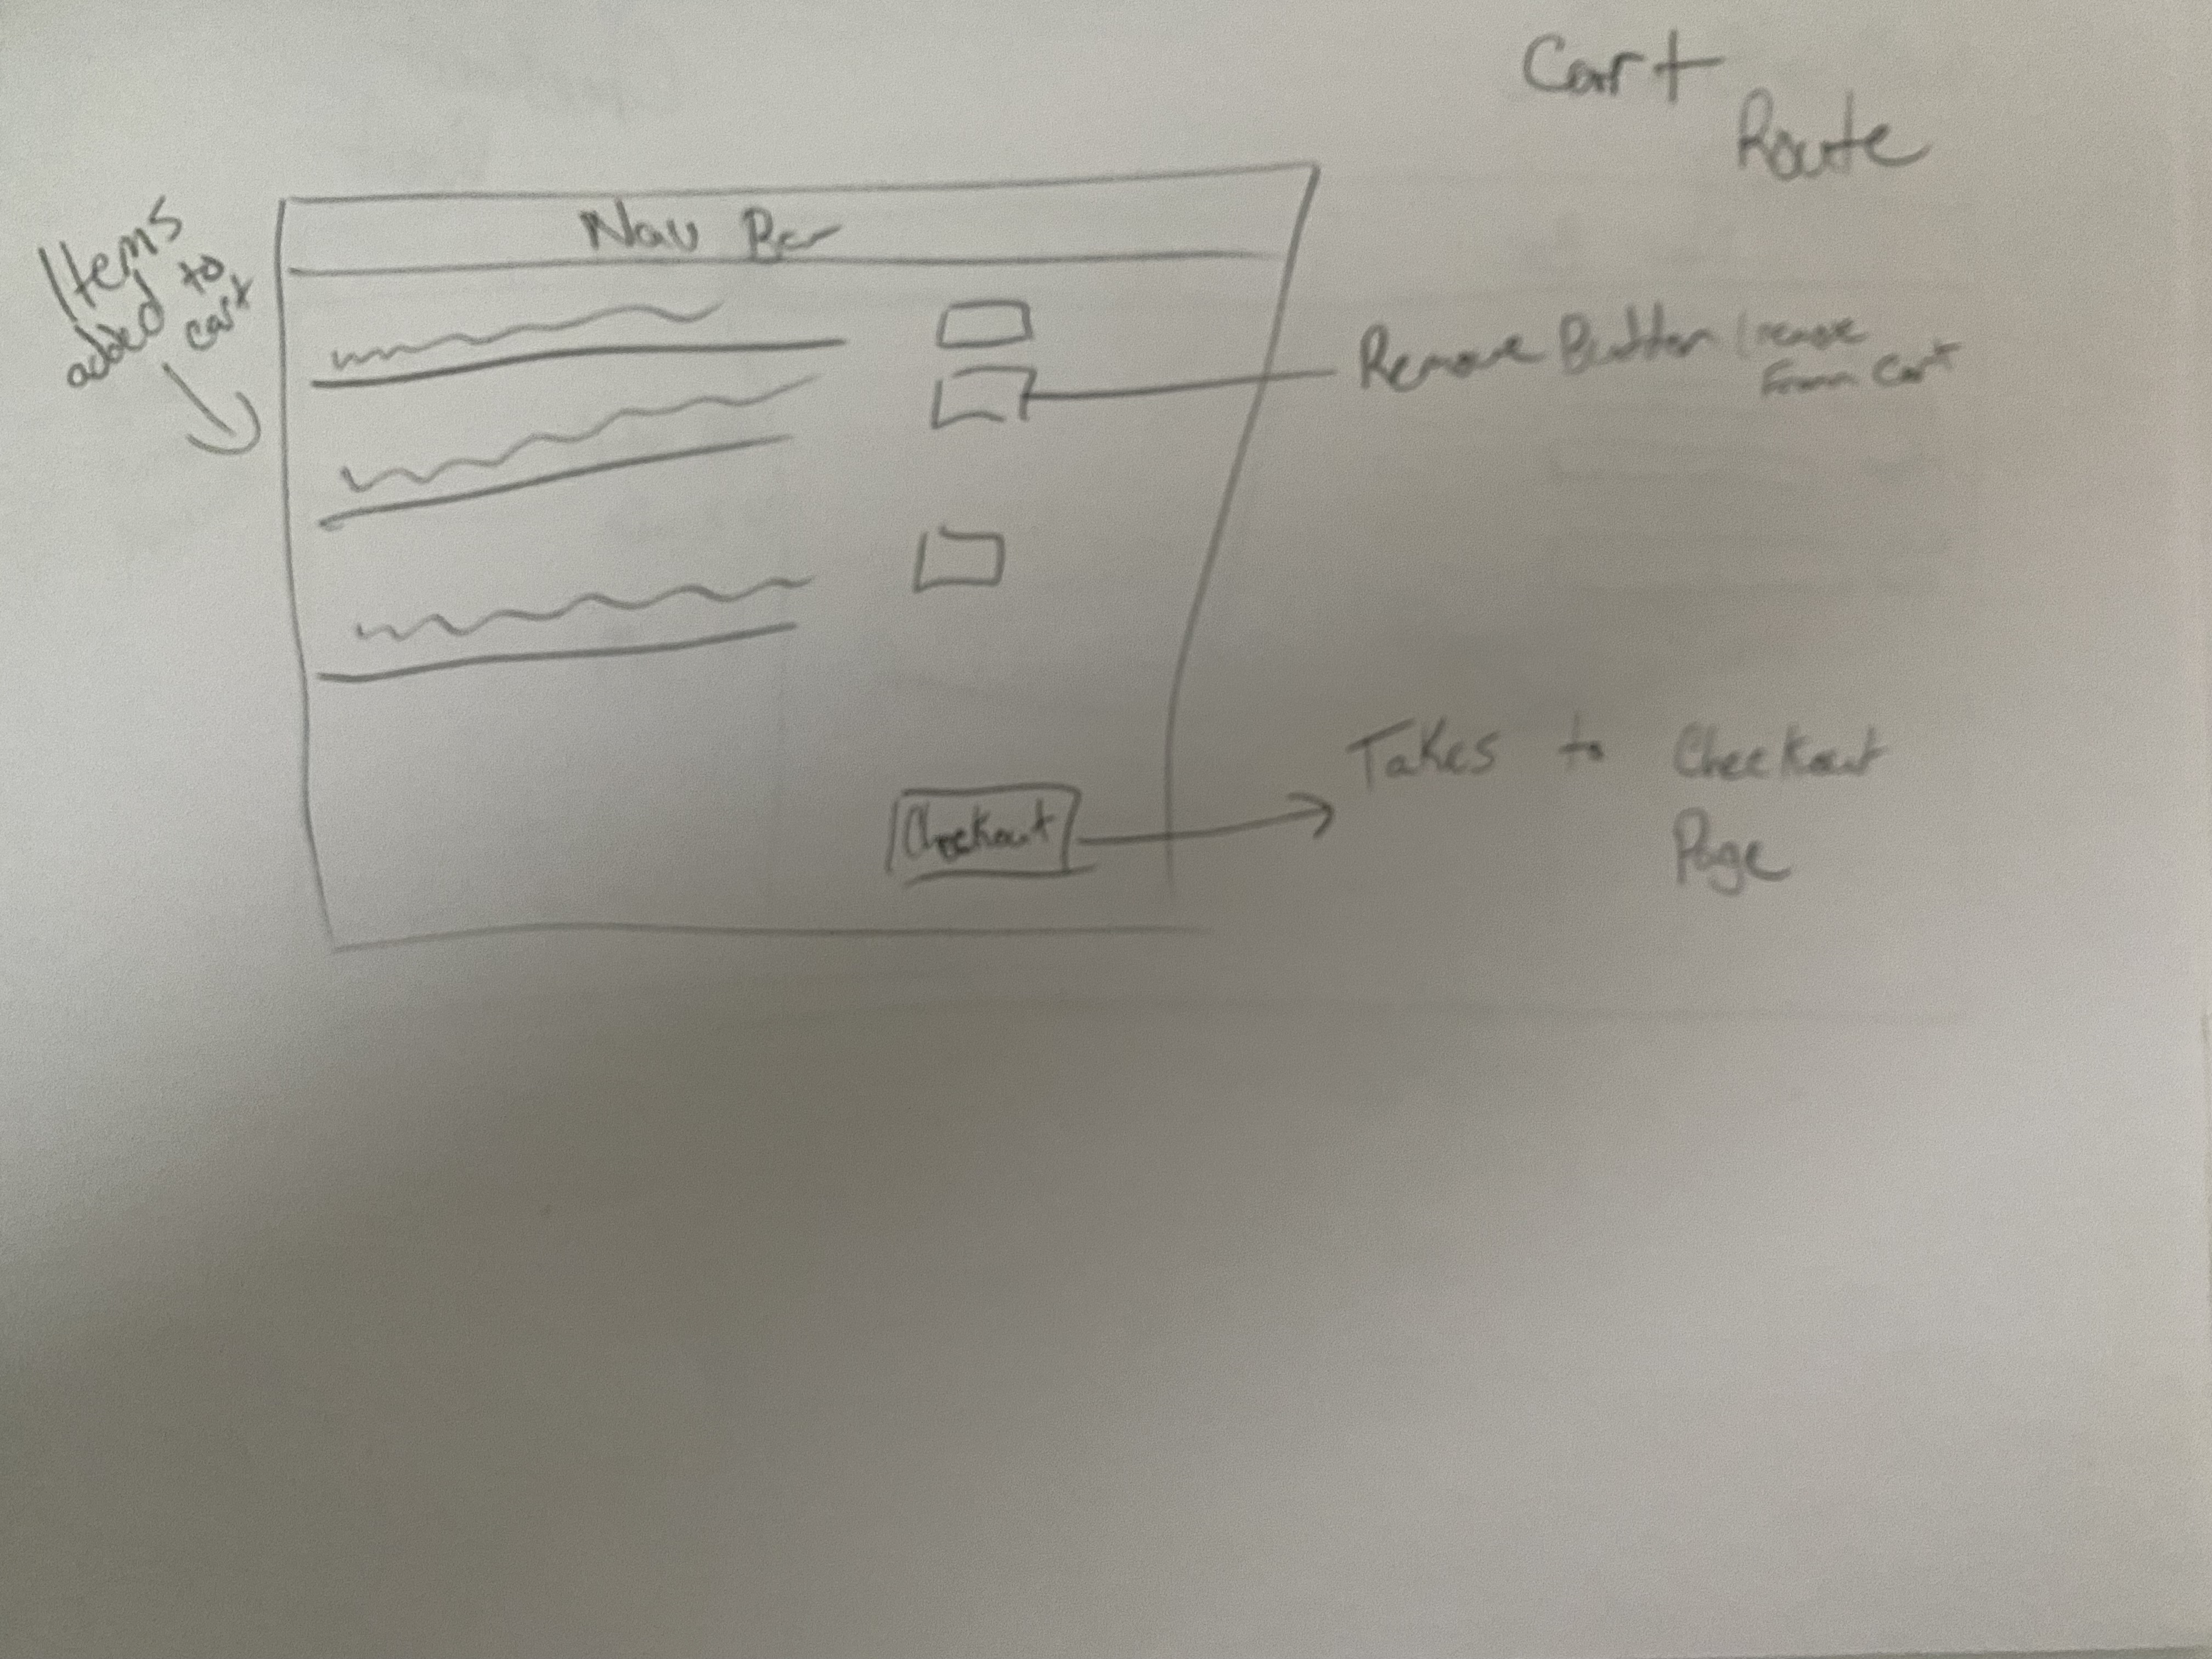 Cart
Route
Nav Bar
Items
added to
cart
Remove Button / remove
From Cart
Takes to Checkout
Page
Checkout